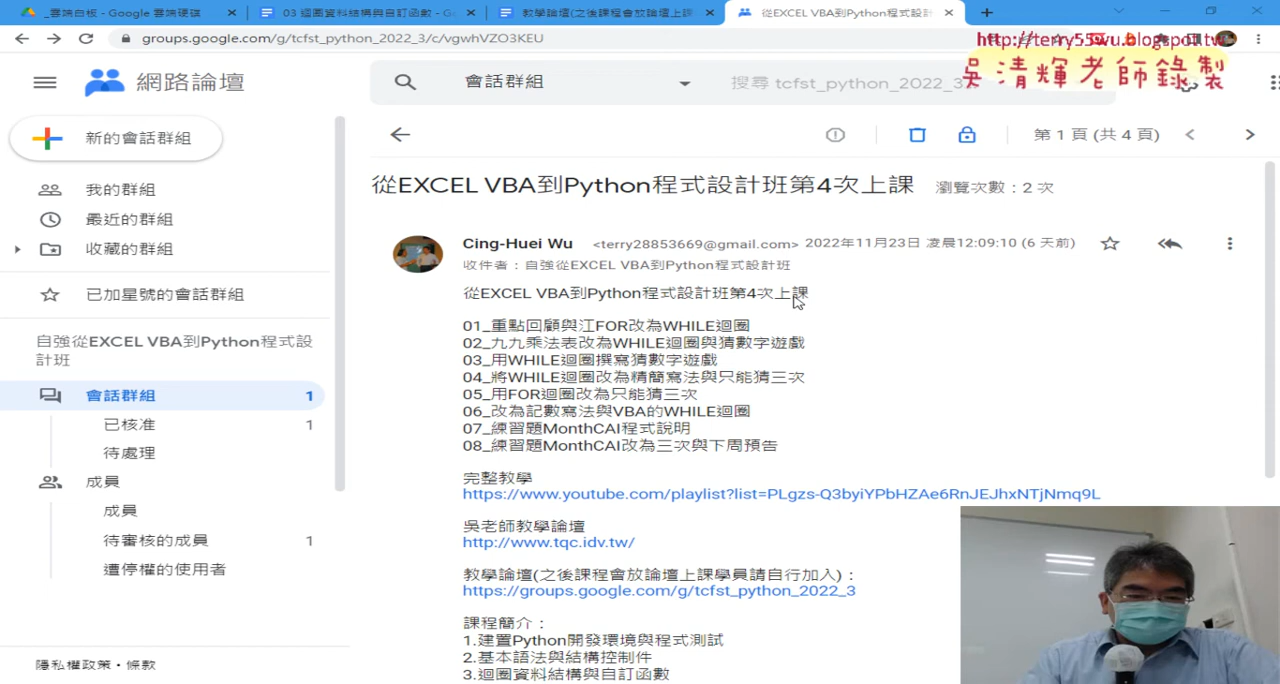 _雲端白板 - Google 雲端硬碟
03 迴圈資料結構與自訂函數 - G
教學論壇(之後課程會放論壇上課
從EXCEL VBA到Python程式設計
groups.google.com/g/tcfst_python_2022_3/c/vgwhVZO3KEU
http://terry55wu.blogspot.tw
吳清輝老師錄製
網路論壇
會話群組
搜尋 tcfst_python_2022_3
新的會話群組
第 1 頁 (共 4 頁)
我的群組
最近的群組
收藏的群組
已加星號的會話群組
自強從EXCEL VBA到Python程式設計班
會話群組 1
已核准 1
待處理
成員
成員
待審核的成員 1
遭停權的使用者
隱私權政策 • 條款
從EXCEL VBA到Python程式設計班第4次上課 瀏覽次數：2 次
Cing-Huei Wu <terry28853669@gmail.com> 2022年11月23日 凌晨12:09:10 (6 天前)
收件者：自強從EXCEL VBA到Python程式設計班
從EXCEL VBA到Python程式設計班第4次上課
01_重點回顧與江FOR改為WHILE迴圈
02_九九乘法表改為WHILE迴圈與猜數字遊戲
03_用WHILE迴圈撰寫猜數字遊戲
04_將WHILE迴圈改為精簡寫法與只能猜三次
05_用FOR迴圈改為只能猜三次
06_改為記數寫法與VBA的WHILE迴圈
07_練習題MonthCAI程式說明
08_練習題MonthCAI改為三次與下周預告
完整教學
https://www.youtube.com/playlist?list=PLgzs-Q3byiYPbHZAe6RnJEJhxNTjNmq9L
吳老師教學論壇
http://www.tqc.idv.tw/
教學論壇(之後課程會放論壇上課學員請自行加入)：
https://groups.google.com/g/tcfst_python_2022_3
課程簡介：
1.建置Python開發環境與程式測試
2.基本語法與結構控制件
3.迴圈資料結構與自訂函數